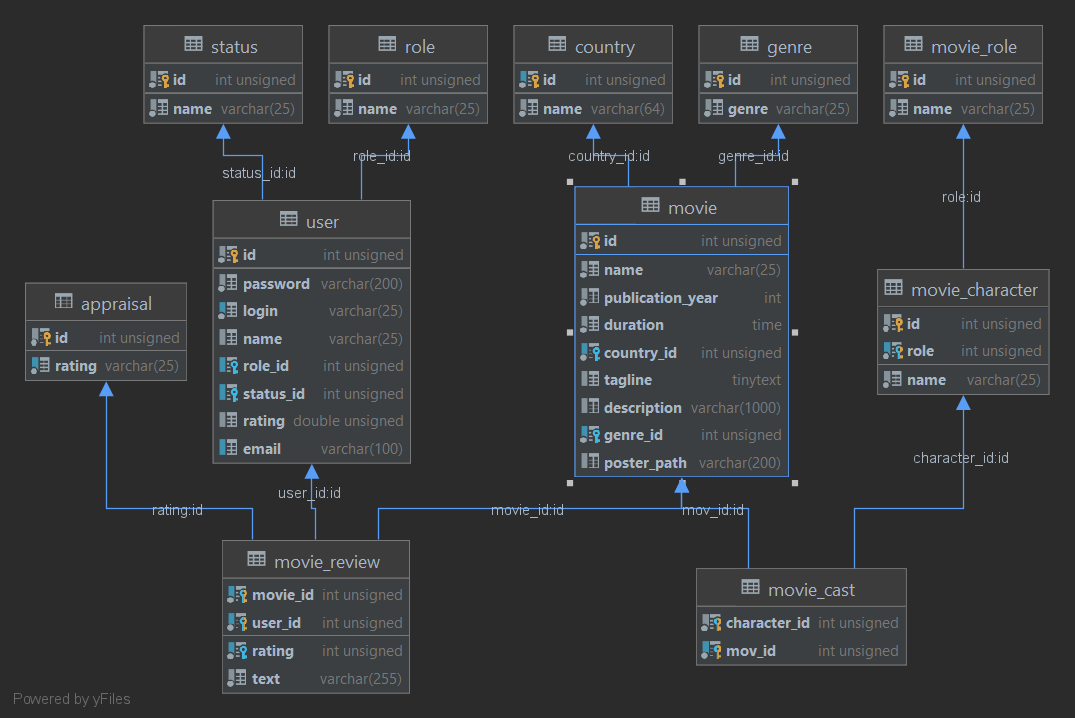 status
id int unsigned
name varchar(25)
role
id int unsigned
name varchar(25)
country
id int unsigned
name varchar(64)
genre
id int unsigned
genre varchar(25)
movie_role
id int unsigned
name varchar(25)
status_id:id
role_id:id
country_id:id
genre_id:id
role:id
user
id int unsigned
password varchar(200)
login varchar(25)
name varchar(25)
role_id int unsigned
status_id int unsigned
rating double unsigned
email varchar(100)
movie
id int unsigned
name varchar(25)
publication_year int
duration time
country_id int unsigned
tagline tinytext
description varchar(1000)
genre_id int unsigned
poster_path varchar(200)
appraisal
id int unsigned
rating varchar(25)
movie_character
id int unsigned
role int unsigned
name varchar(25)
rating:id
user_id:id
movie_id:id
mov_id:id
character_id:id
movie_review
movie_id int unsigned
user_id int unsigned
rating int unsigned
text varchar(255)
movie_cast
character_id int unsigned
mov_id int unsigned
Powered by yFiles